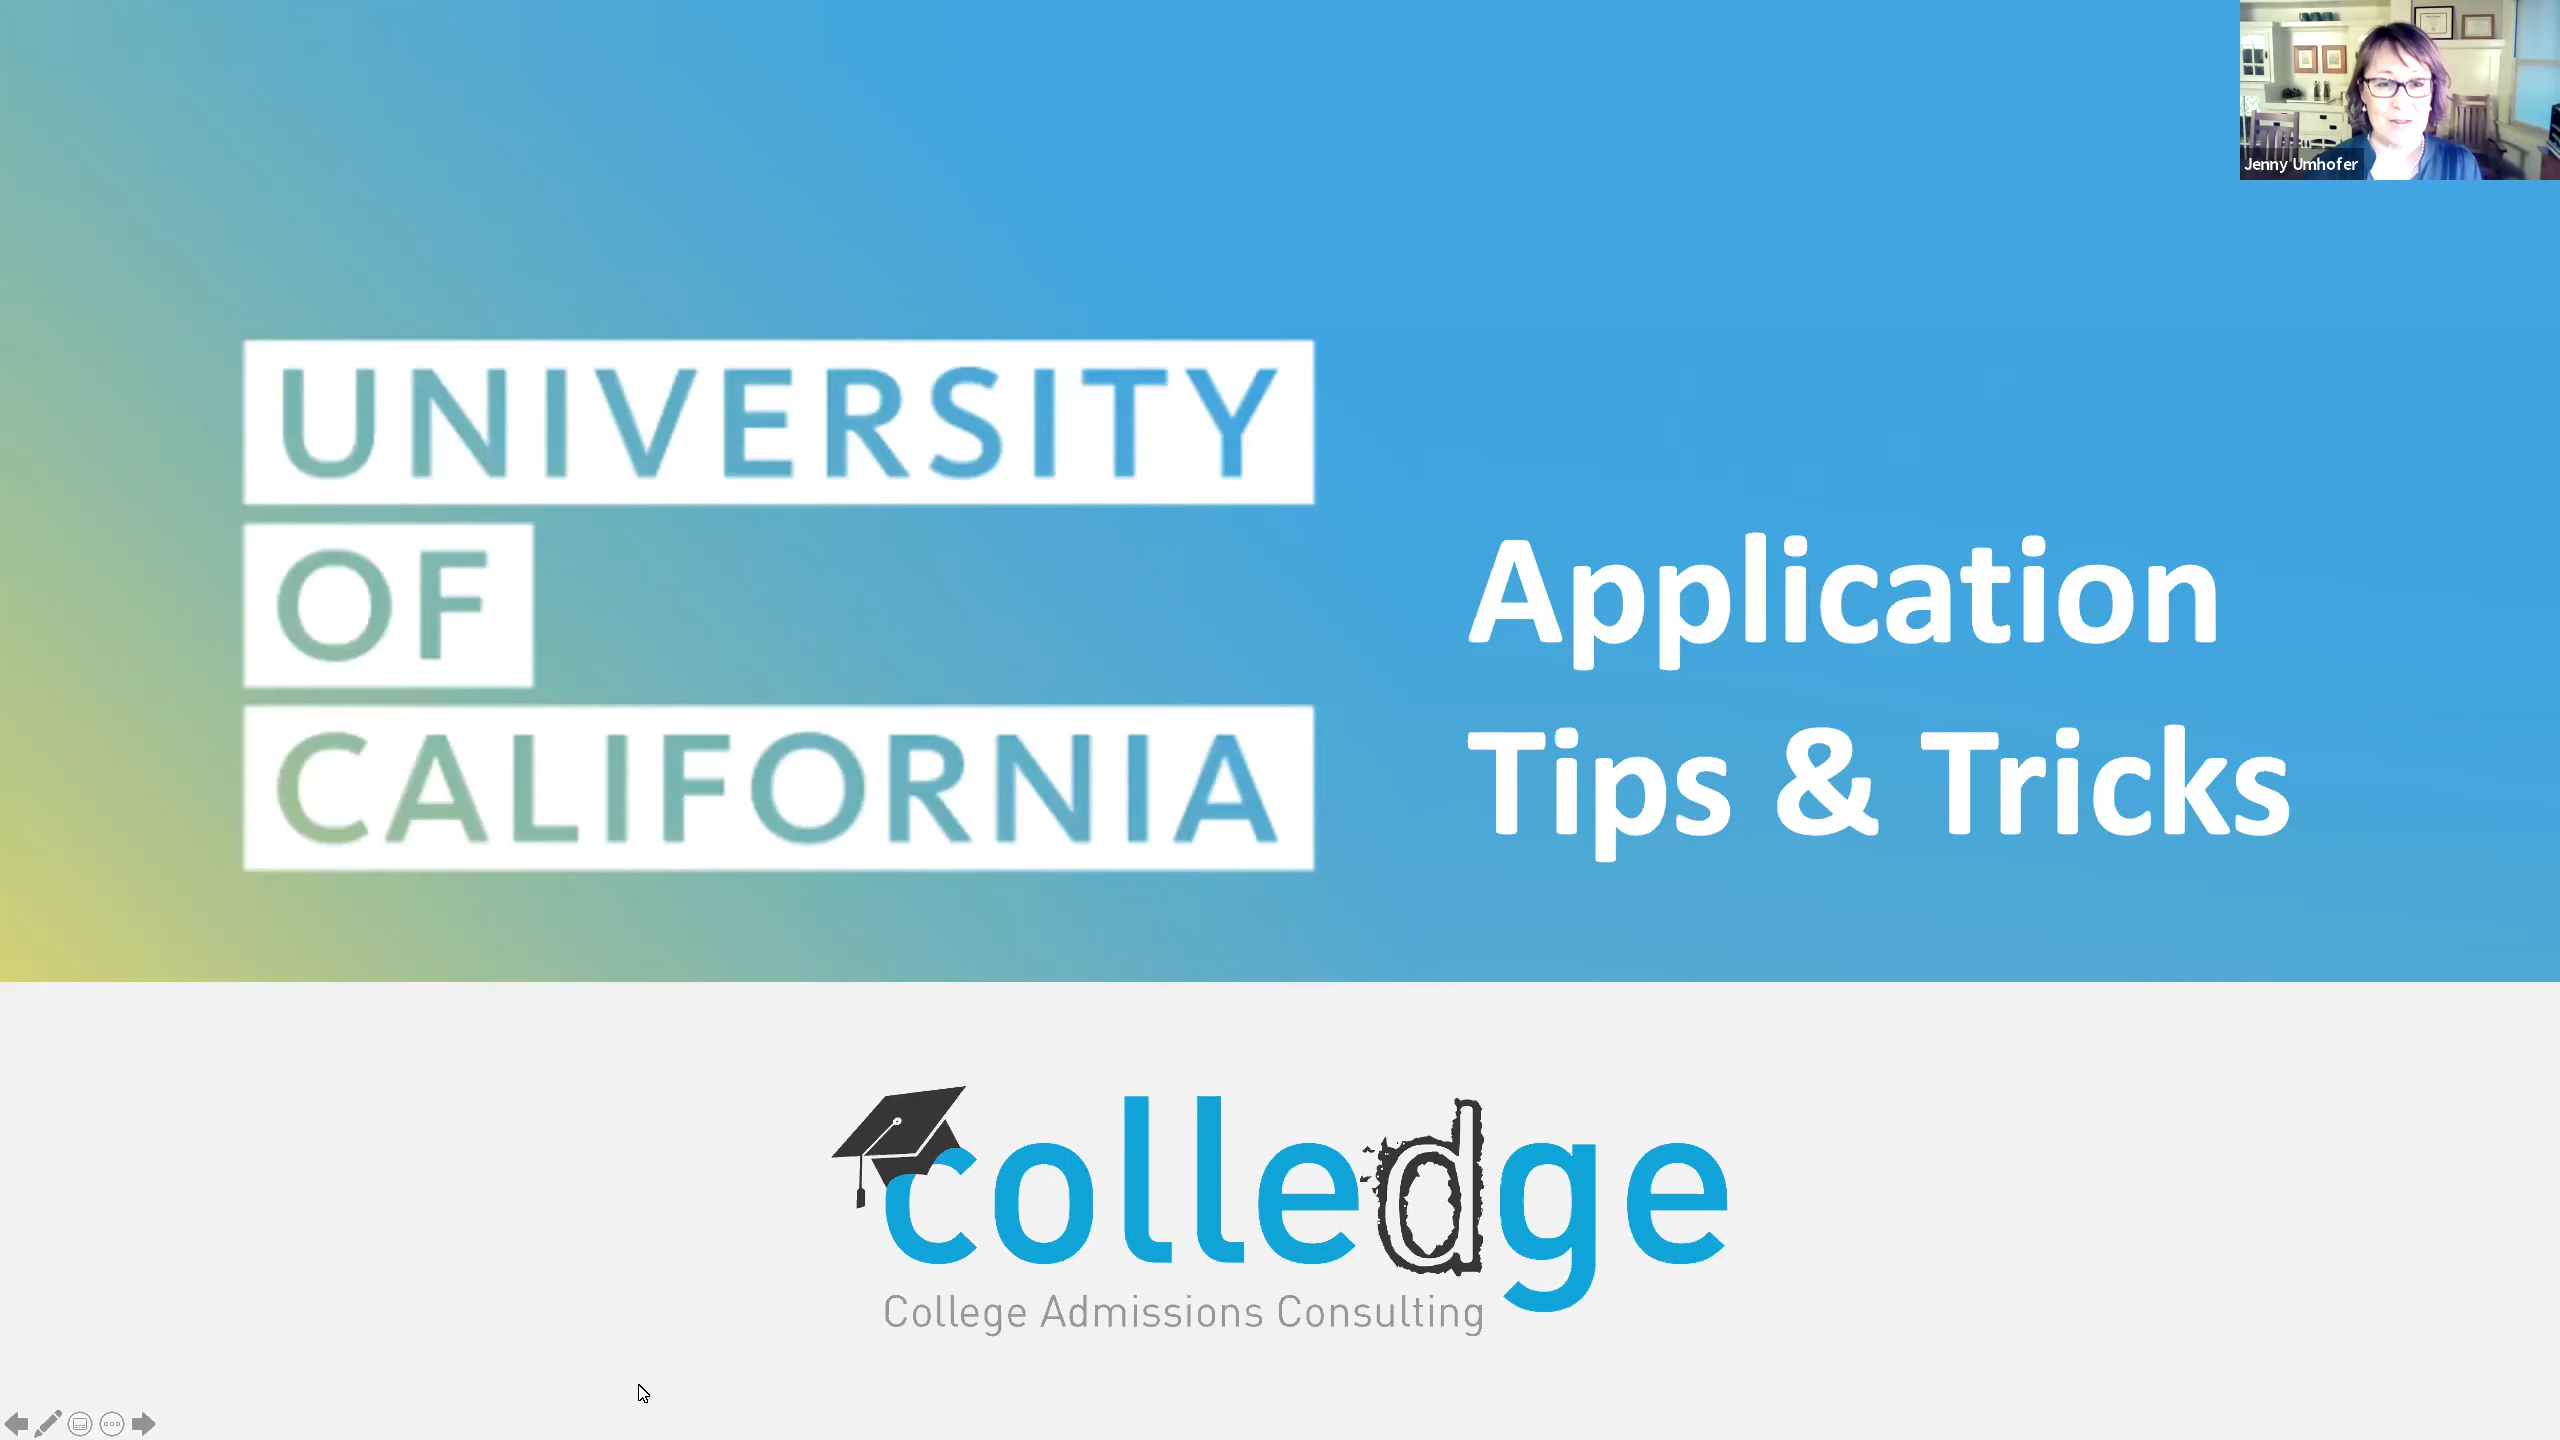 Jenny Umhofer
UNIVERSITY
OF
CALIFORNIA
Application
Tips & Tricks
colledge
College Admissions Consulting